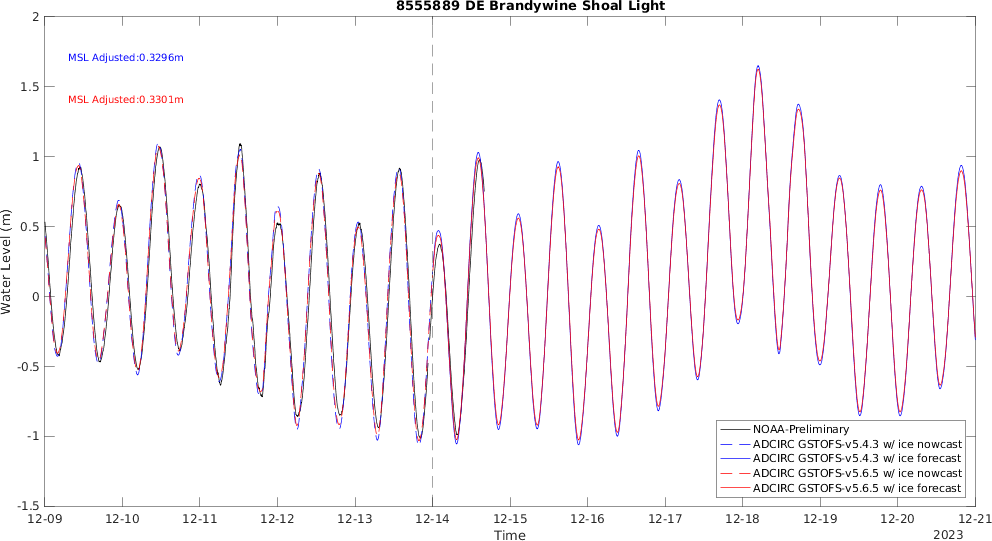 8555889 DE Brandywine Shoal Light
MSL Adjusted:0.3296m
MSL Adjusted:0.3301m
Water Level (m)
2
1.5
1
0.5
0
-0.5
-1
-1.5
NOAA-Preliminary
ADCIRC GSTOFS-v5.4.3 w/ ice nowcast
ADCIRC GSTOFS-v5.4.3 w/ ice forecast
ADCIRC GSTOFS-v5.6.5 w/ ice nowcast
ADCIRC GSTOFS-v5.6.5 w/ ice forecast
12-09 12-10 12-11 12-12 12-13 12-14 12-15 12-16 12-17 12-18 12-19 12-20 12-21
Time
2023